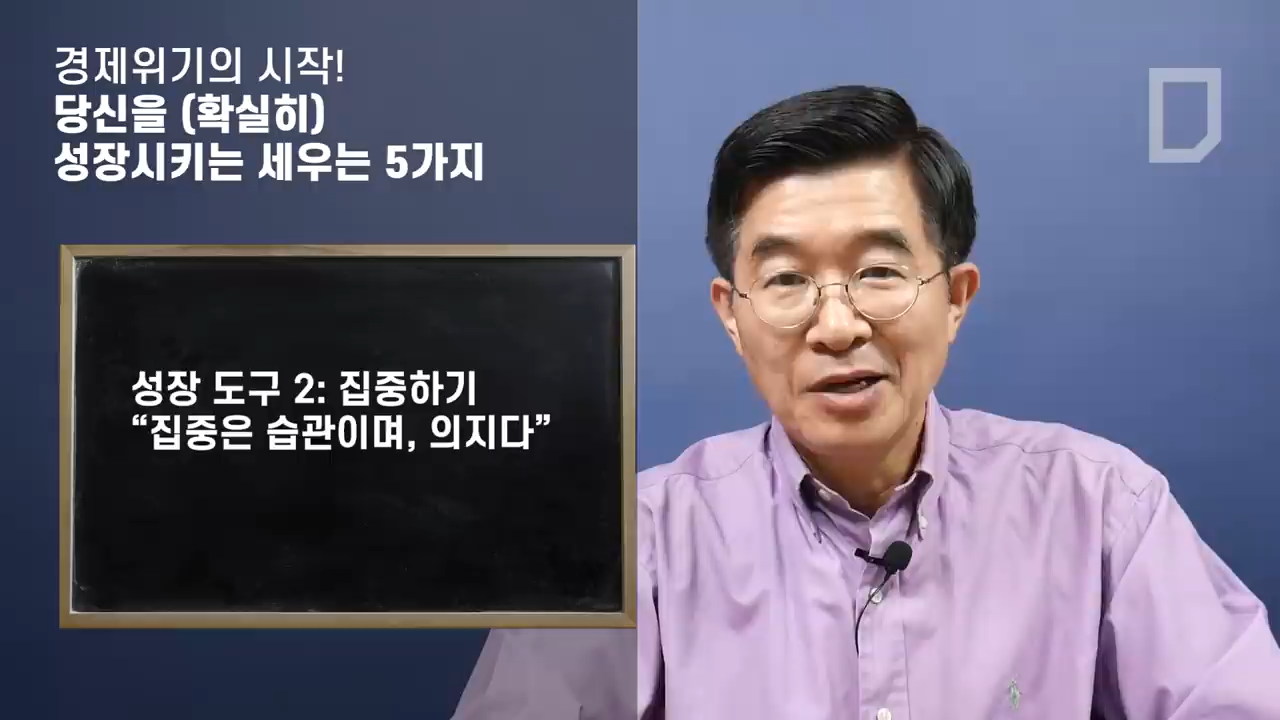 경제위기의 시작!
당신을 (확실히)
성장시키는 세우는 5가지
성장 도구 2: 집중하기
“집중은 습관이며, 의지다”